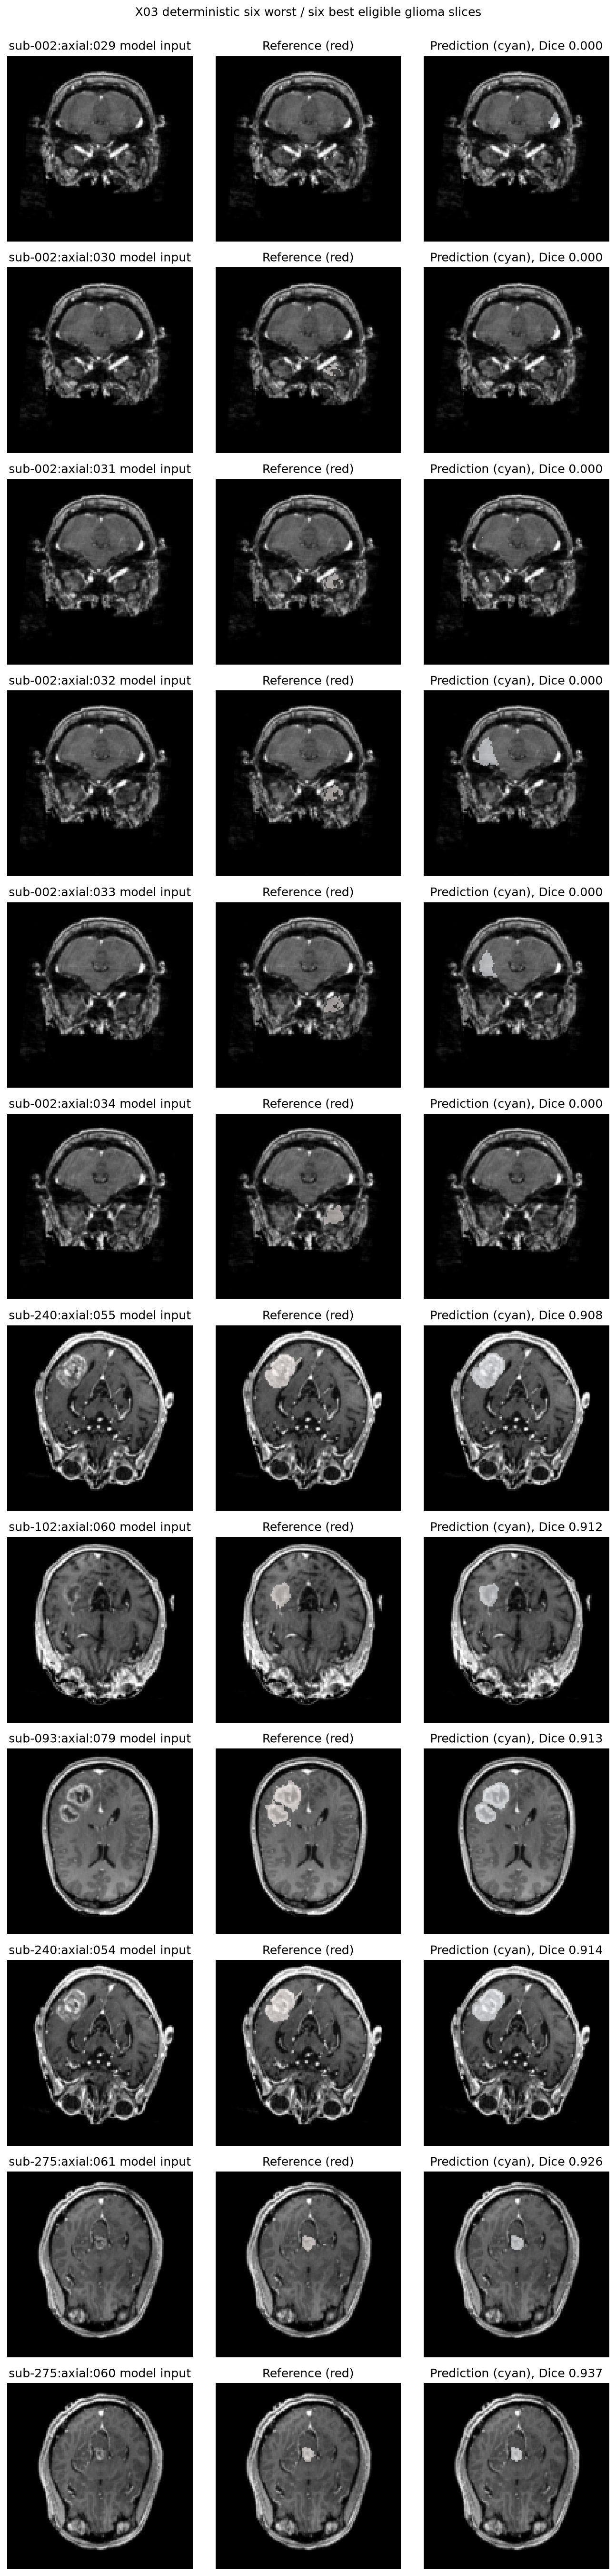 X03 deterministic six worst / six best eligible glioma slices
sub-002:axial:029 model input Reference (red) Prediction (cyan), Dice 0.000
sub-002:axial:030 model input Reference (red) Prediction (cyan), Dice 0.000
sub-002:axial:031 model input Reference (red) Prediction (cyan), Dice 0.000
sub-002:axial:032 model input Reference (red) Prediction (cyan), Dice 0.000
sub-002:axial:033 model input Reference (red) Prediction (cyan), Dice 0.000
sub-002:axial:034 model input Reference (red) Prediction (cyan), Dice 0.000
sub-240:axial:055 model input Reference (red) Prediction (cyan), Dice 0.908
sub-102:axial:060 model input Reference (red) Prediction (cyan), Dice 0.912
sub-093:axial:079 model input Reference (red) Prediction (cyan), Dice 0.913
sub-240:axial:054 model input Reference (red) Prediction (cyan), Dice 0.914
sub-275:axial:061 model input Reference (red) Prediction (cyan), Dice 0.926
sub-275:axial:060 model input Reference (red) Prediction (cyan), Dice 0.937